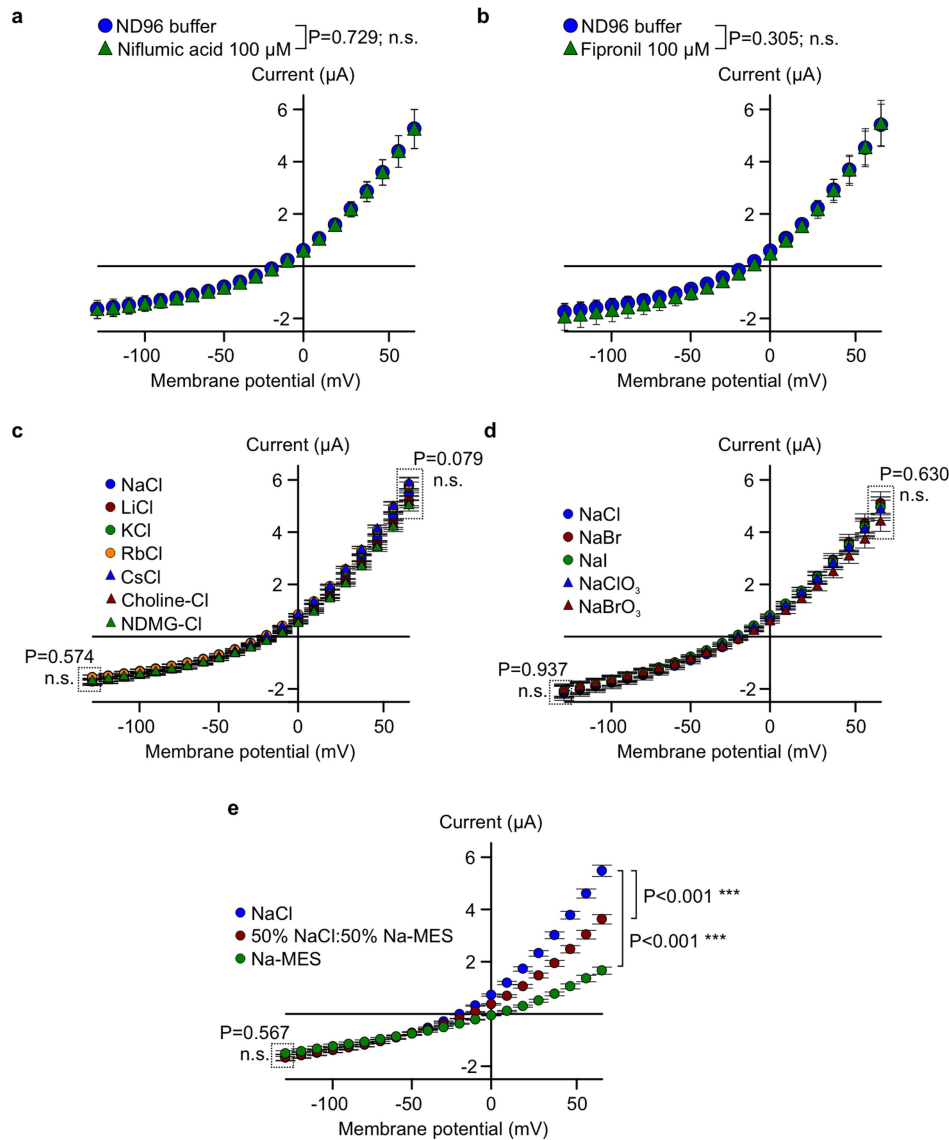 a
ND96 buffer
Niflumic acid 100 µM
P=0.729; n.s.
Current (µA)
6
4
2
-2
-100
-50
0
50
Membrane potential (mV)
b
ND96 buffer
Fipronil 100 µM
P=0.305; n.s.
Current (µA)
6
4
2
-2
-100
-50
0
50
Membrane potential (mV)
c
Current (µA)
P=0.079
n.s.
NaCl
LiCl
KCl
RbCl
CsCl
Choline-Cl
NDMG-Cl
6
4
2
-2
P=0.574
n.s.
-100
-50
0
50
Membrane potential (mV)
d
Current (µA)
P=0.630
n.s.
NaCl
NaBr
NaI
NaClO₃
NaBrO₃
6
4
2
-2
P=0.937
n.s.
-100
-50
0
50
Membrane potential (mV)
e
Current (µA)
6
4
2
-2
NaCl
50% NaCl:50% Na-MES
Na-MES
P<0.001 ***
P<0.001 ***
P=0.567
n.s.
-100
-50
0
50
Membrane potential (mV)